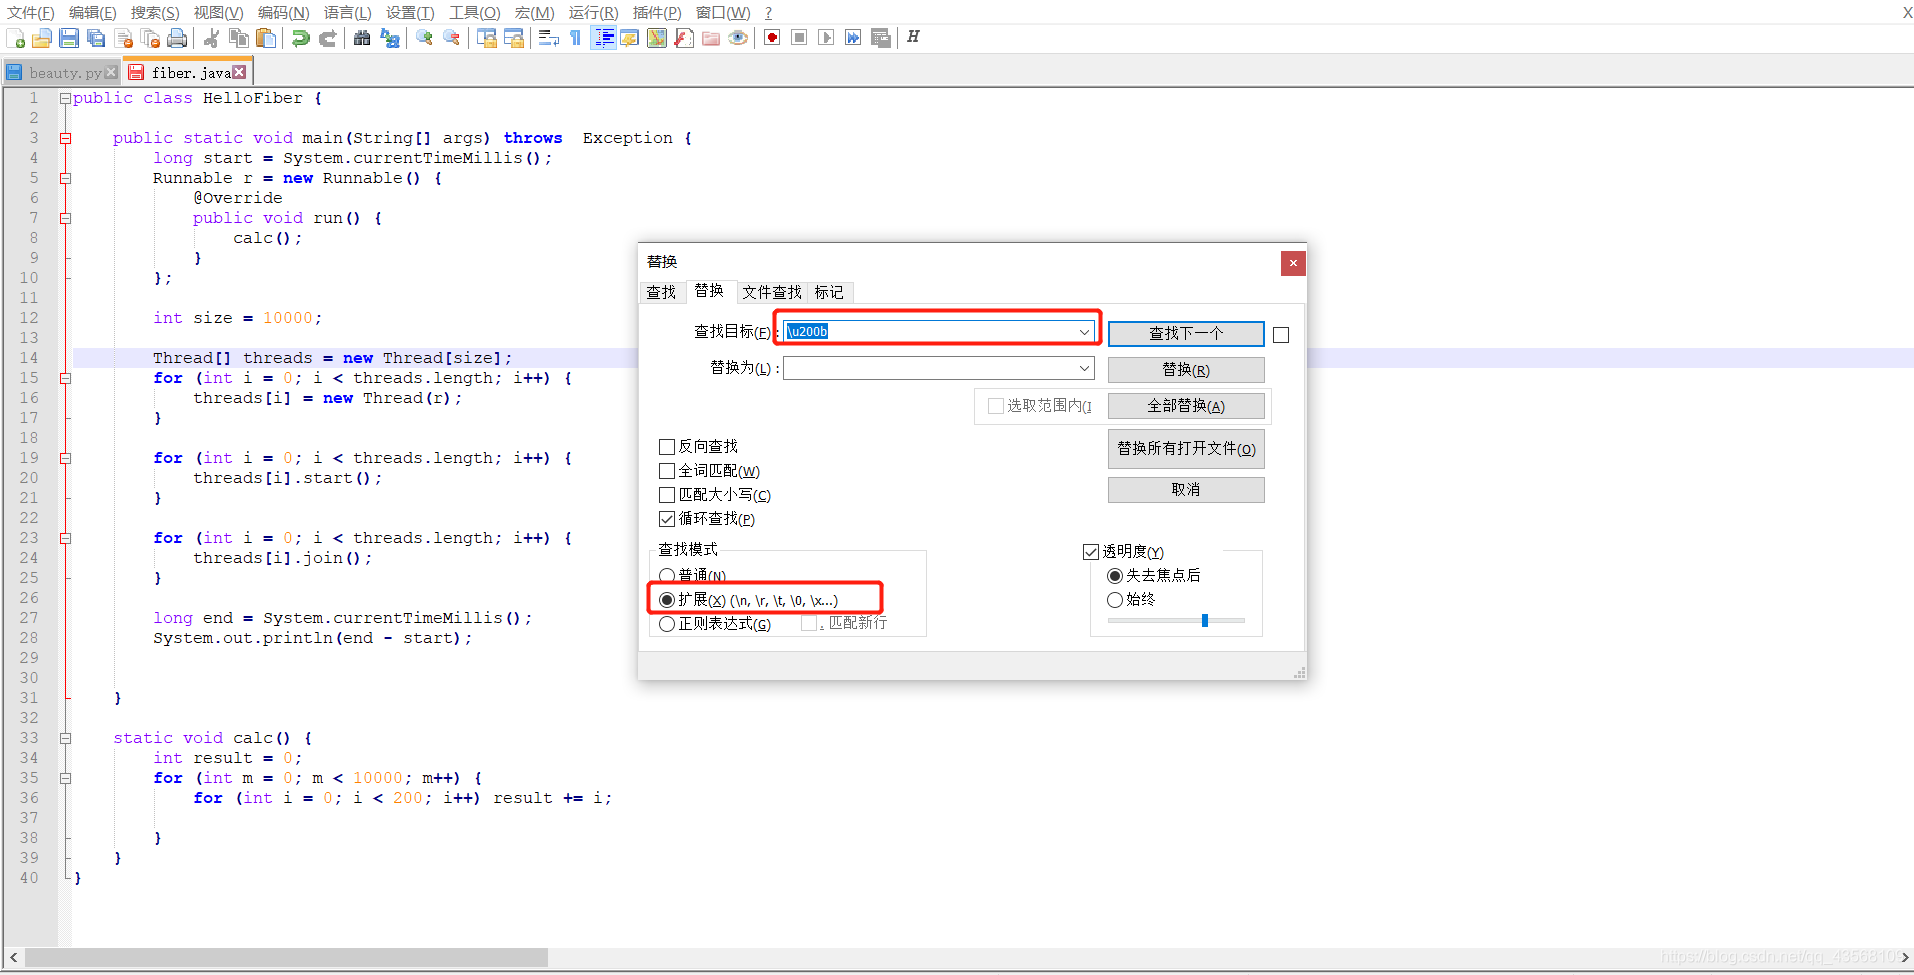 文件(F) 编辑(E) 搜索(S) 视图(V) 编码(N) 语言(L) 设置(T) 工具(O) 宏(M) 运行(R) 插件(P) 窗口(W) ? X
H
beauty.py fiber.java
1 public class HelloFiber {
2
3 public static void main(String[] args) throws  Exception {
4 long start = System.currentTimeMillis();
5 Runnable r = new Runnable() {
6 @Override
7 public void run() {
8 calc();
9 }
10 };
11
12 int size = 10000;
13
14 Thread[] threads = new Thread[size];
15 for (int i = 0; i < threads.length; i++) {
16 threads[i] = new Thread(r);
17 }
18
19 for (int i = 0; i < threads.length; i++) {
20 threads[i].start();
21 }
22
23 for (int i = 0; i < threads.length; i++) {
24 threads[i].join();
25 }
26
27 long end = System.currentTimeMillis();
28 System.out.println(end - start);
29
30
31 }
32
33 static void calc() {
34 int result = 0;
35 for (int m = 0; m < 10000; m++) {
36 for (int i = 0; i < 200; i++) result += i;
37
38 }
39 }
40 }
替换
查找 替换 文件查找 标记
查找目标(F) : \u200b 查找下一个
替换为(L) : 替换(R)
选取范围内(I 全部替换(A)
替换所有打开文件(O)
取消
反向查找
全词匹配(W)
匹配大小写(C)
循环查找(P)
查找模式
普通(N)
扩展(X) (\n, \r, \t, \0, \x...)
正则表达式(G) . 匹配新行
透明度(Y)
失去焦点后
始终